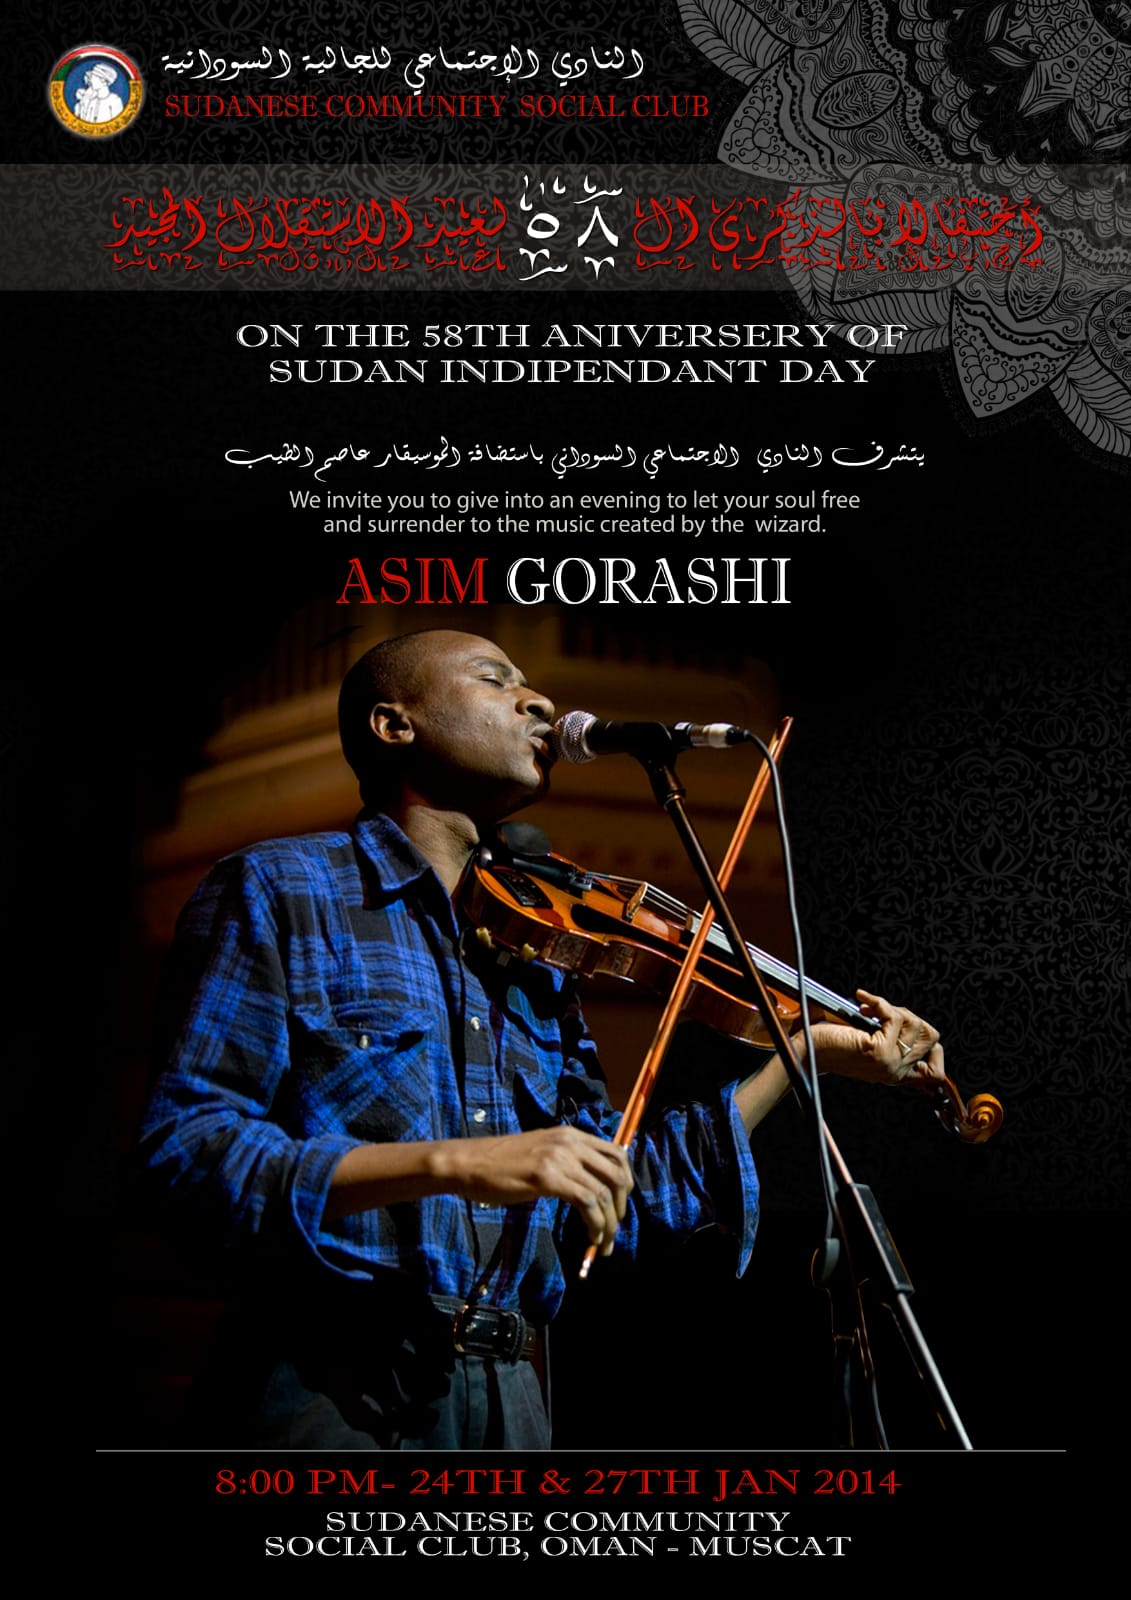 النادي الإجتماعي للجالية السودانية
SUDANESE COMMUNITY SOCIAL CLUB
أحتفالا بالذكرى ال ٥٨ لعيد الاستقلال المجيد
ON THE 58TH ANIVERSERY OF
SUDAN INDIPENDANT DAY
يتشرف النادي الاجتماعي السوداني باستضافة الموسيقار عاصم الطيب
We invite you to give into an evening to let your soul free
and surrender to the music created by the wizard.
ASIM GORASHI
8:00 PM- 24TH & 27TH JAN 2014
SUDANESE COMMUNITY
SOCIAL CLUB, OMAN - MUSCAT